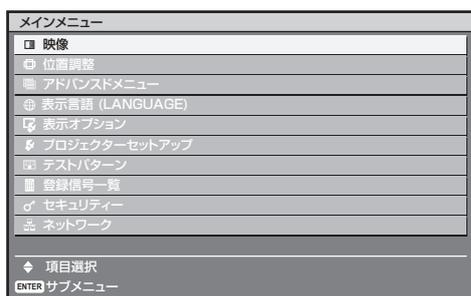 メインメニュー
映像
位置調整
アドバンスドメニュー
表示言語 (LANGUAGE)
表示オプション
プロジェクターセットアップ
テストパターン
登録信号一覧
セキュリティー
ネットワーク
項目選択
ENTER サブメニュー